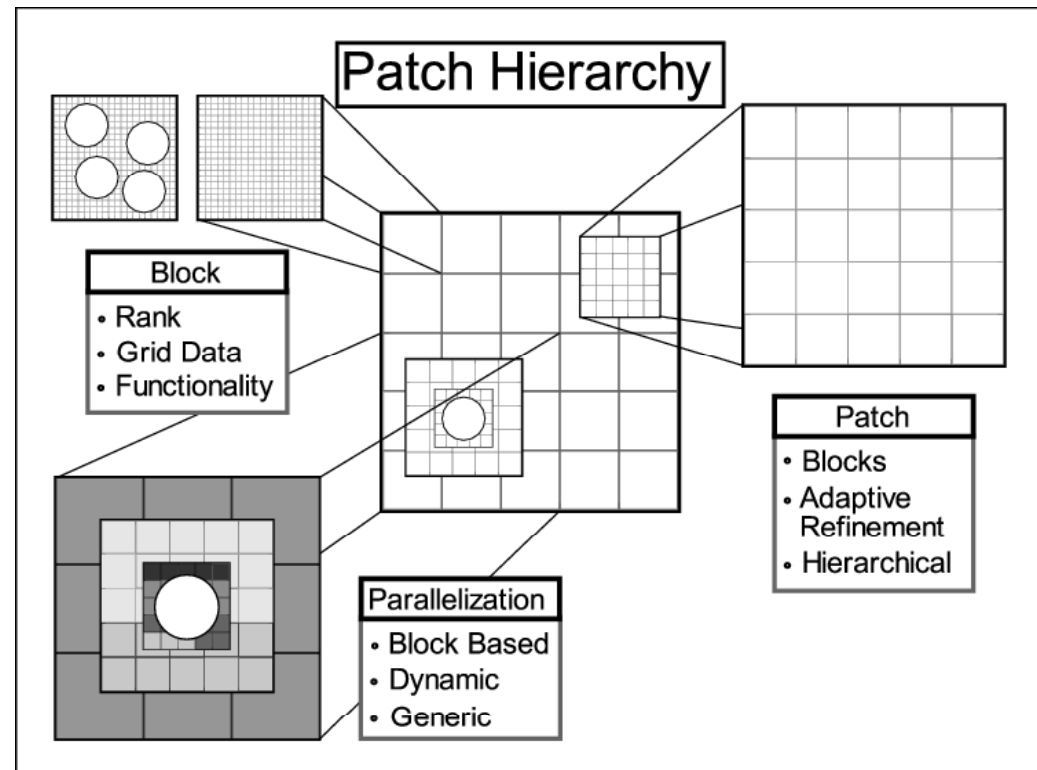 Patch Hierarchy
Block
• Rank
• Grid Data
• Functionality
Patch
• Blocks
• Adaptive
Refinement
• Hierarchical
Parallelization
• Block Based
• Dynamic
• Generic